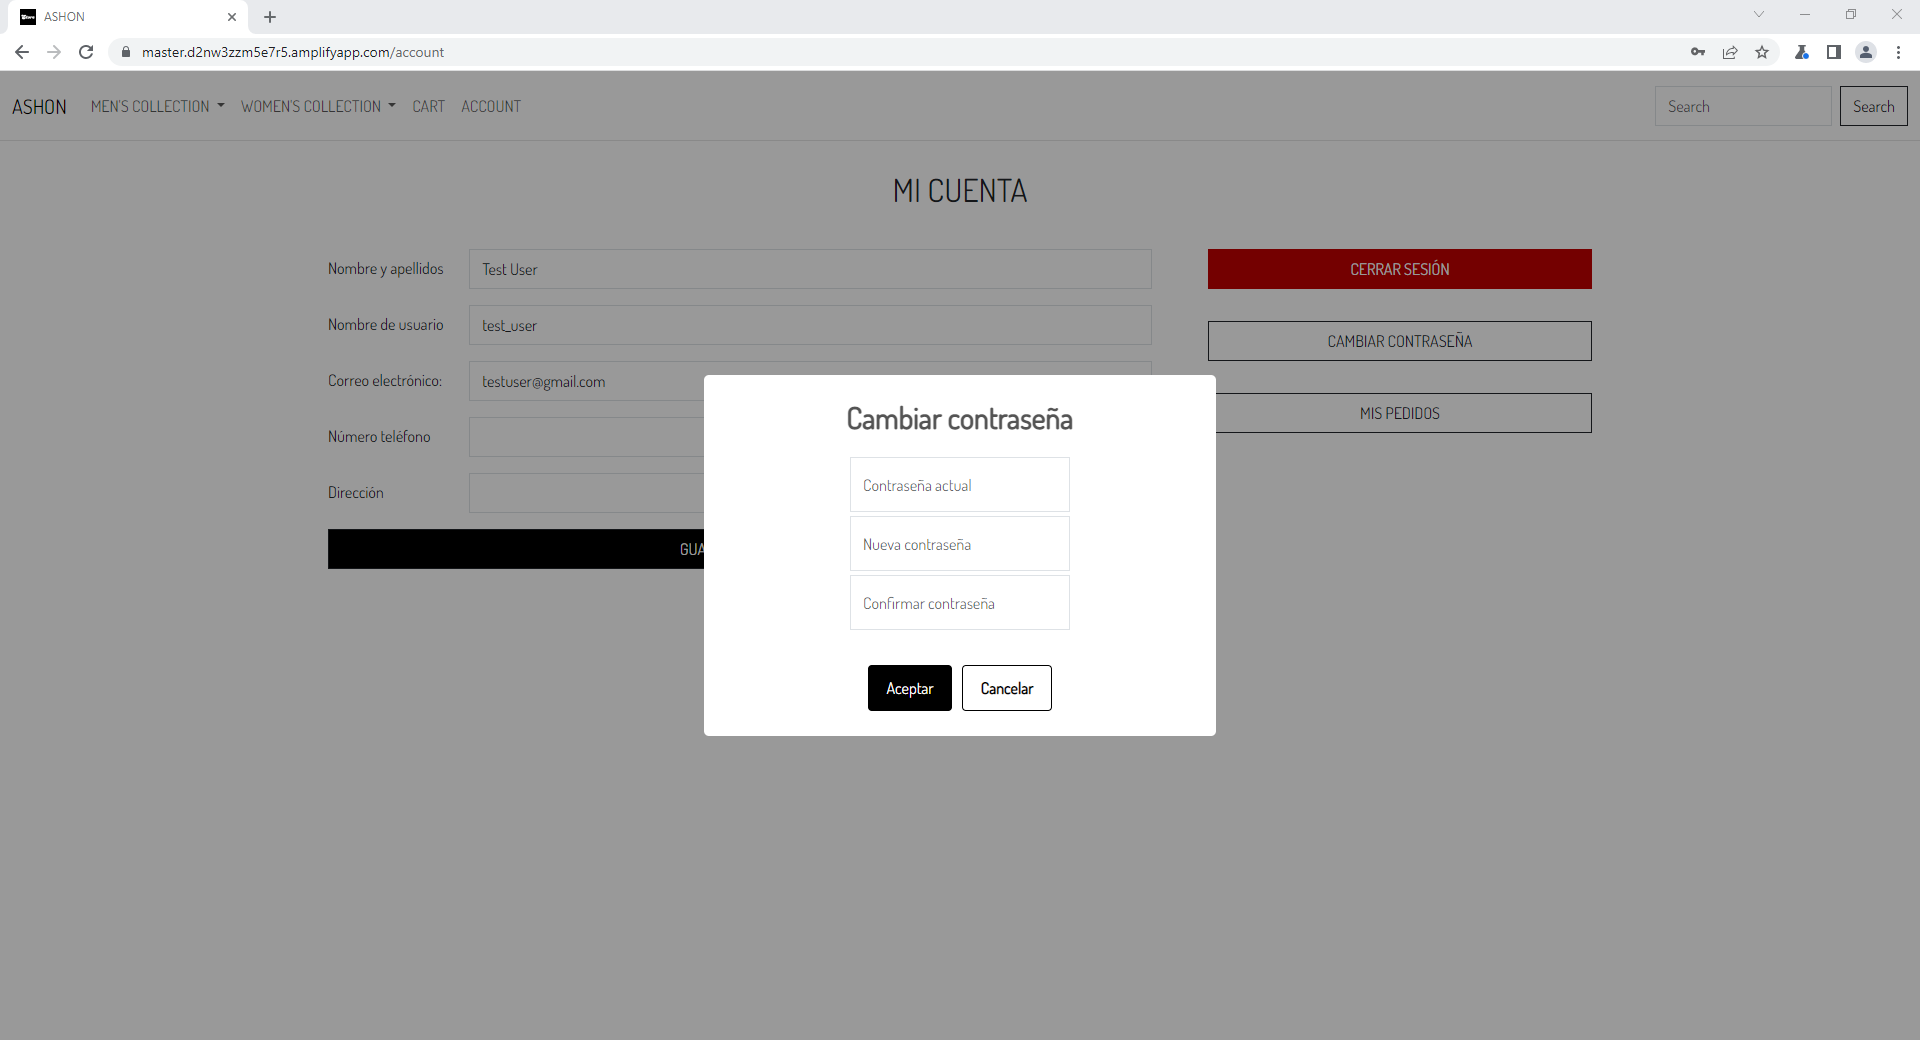 ASHON
master.d2nw3zzm5e7r5.amplifyapp.com/account
ASHON MEN'S COLLECTION WOMEN'S COLLECTION CART ACCOUNT Search Search
MI CUENTA
Nombre y apellidos Test User CERRAR SESIÓN
Nombre de usuario test_user
CAMBIAR CONTRASEÑA
Correo electrónico: testuser@gmail.com
MIS PEDIDOS
Número teléfono
Dirección
GUA
Cambiar contraseña
Contraseña actual
Nueva contraseña
Confirmar contraseña
Aceptar Cancelar